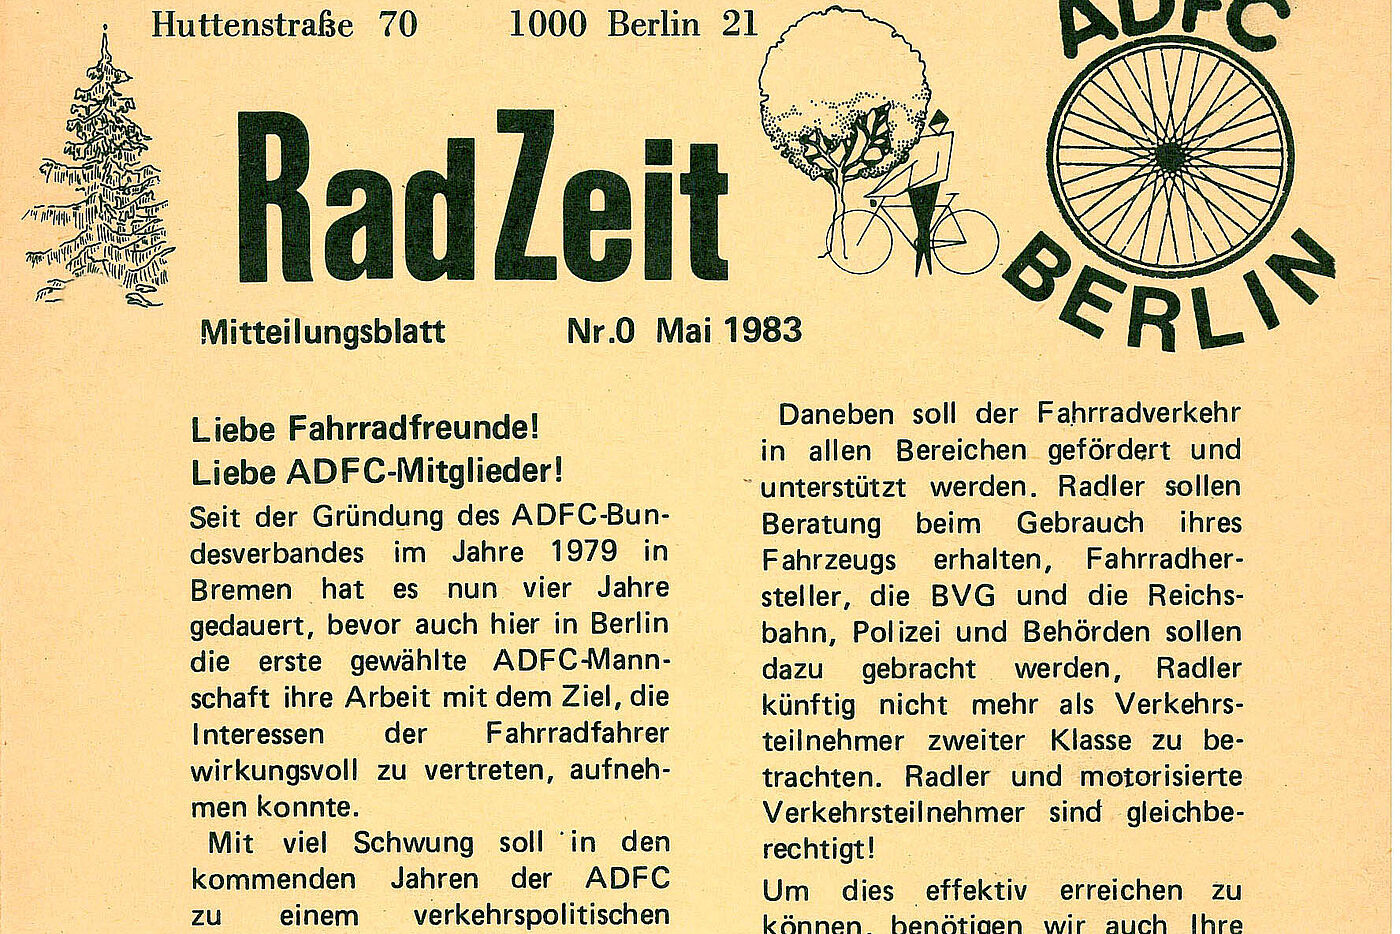 Huttenstraße 70 1000 Berlin 21
ADFC
BERLIN
RadZeit
Mitteilungsblatt Nr.0 Mai 1983
Liebe Fahrradfreunde!
Liebe ADFC-Mitglieder!
Seit der Gründung des ADFC-Bun-
desverbandes im Jahre 1979 in
Bremen hat es nun vier Jahre
gedauert, bevor auch hier in Berlin
die erste gewählte ADFC-Mann-
schaft ihre Arbeit mit dem Ziel, die
Interessen der Fahrradfahrer
wirkungsvoll zu vertreten, aufneh-
men konnte.
Mit viel Schwung soll in den
kommenden Jahren der ADFC
zu einem verkehrspolitischen
Daneben soll der Fahrradverkehr
in allen Bereichen gefördert und
unterstützt werden. Radler sollen
Beratung beim Gebrauch ihres
Fahrzeugs erhalten, Fahrradher-
steller, die BVG und die Reichs-
bahn, Polizei und Behörden sollen
dazu gebracht werden, Radler
künftig nicht mehr als Verkehrs-
teilnehmer zweiter Klasse zu be-
trachten. Radler und motorisierte
Verkehrsteilnehmer sind gleichbe-
rechtigt!
Um dies effektiv erreichen zu
können, benötigen wir auch Ihre